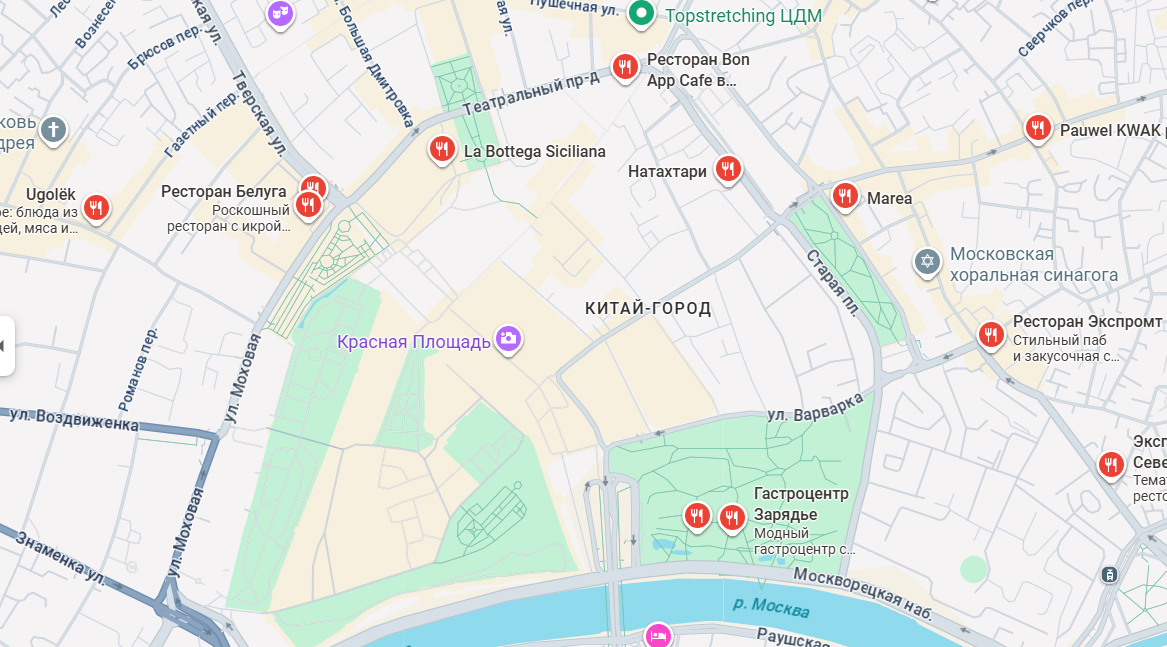 Пушечная ул.
Topstretching ЦДМ
Брюсов пер.
Тверская ул.
Большая Дмитровка
Сверчков пер.
Ресторан Bon
App Cafe в...
Театральный пр-д
Газетный пер.
Тверская ул.
La Bottega Siciliana
Натахтари
Pauwel KWAK
Ugolёk
Ресторан Белуга
Роскошный
ресторан с икрой...
Marea
Московская
хоральная синагога
Старая пл.
КИТАЙ-ГОРОД
Красная Площадь
Ресторан Экспромт
Стильный паб
и закусочная с...
Романов пер.
ул. Моховая
ул. Воздвиженка
ул. Варварка
Гастроцентр
Зарядье
Модный
гастроцентр с...
ул. Моховая
Знаменка ул.
Москворецкая наб.
р. Москва
Раушская